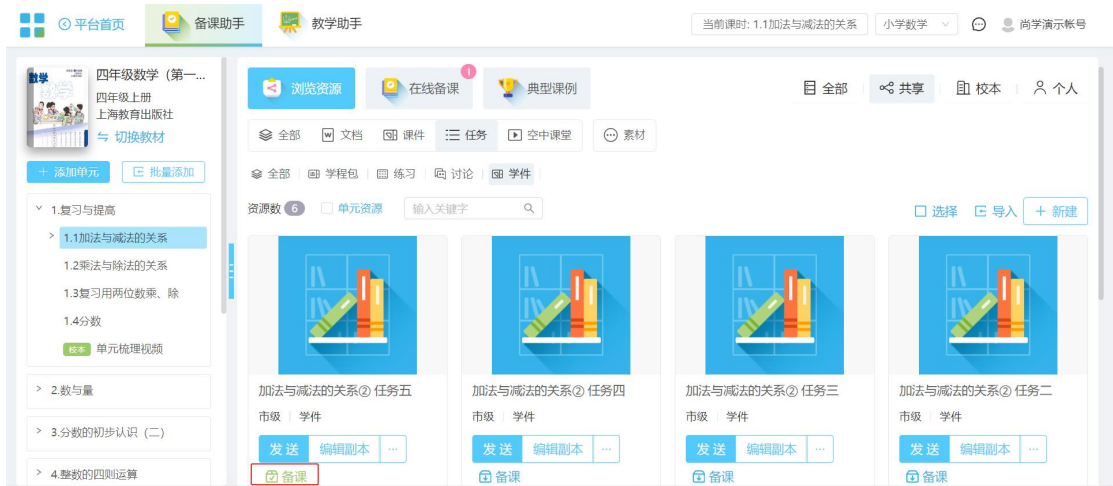 平台首页 备课助手 教学助手 当前课时: 1.1加法与减法的关系 小学数学 尚学演示帐号
数学 四年级数学（第一...
四年级上册
上海教育出版社
切换教材
+ 添加单元 批量添加
1.复习与提高
1.1加法与减法的关系
1.2乘法与除法的关系
1.3复习用两位数乘、除
1.4分数
校本 单元梳理视频
2.数与量
3.分数的初步认识（二）
4.整数的四则运算
浏览资源 在线备课 1 典型课例 全部 共享 校本 个人
全部 文档 课件 任务 空中课堂 素材
全部 学程包 练习 讨论 学件
资源数 6 单元资源 输入关键字 选择 导入 + 新建
加法与减法的关系② 任务五 加法与减法的关系② 任务四 加法与减法的关系② 任务三 加法与减法的关系② 任务二
市级 学件 市级 学件 市级 学件 市级 学件
发送 编辑副本 ... 发送 编辑副本 ... 发送 编辑副本 ... 发送 编辑副本 ...
备课 备课 备课 备课